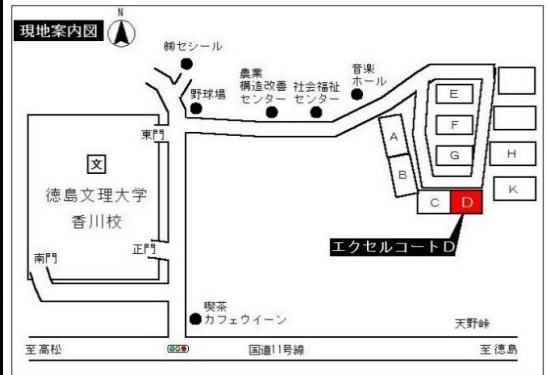 現地案内図
N
㈱セシール
野球場
農業
構造改善
センター
社会福祉
センター
音楽
ホール
E
F
G
A
B
H
K
C
D
エクセルコートD
東門
文
徳島文理大学
香川校
正門
南門
喫茶
カフェウイーン
天野峠
至高松
国道11号線
至徳島